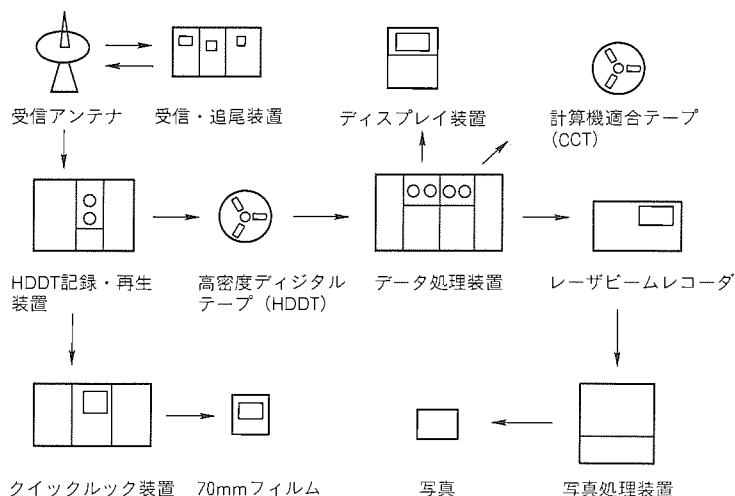 受信アンテナ
受信・追尾装置
ディスプレイ装置
計算機適合テープ
(CCT)
HDDT記録・再生
装置
高密度ディジタル
テープ（HDDT）
データ処理装置
レーザビームレコーダ
クイックルック装置
70mmフィルム
写真
写真処理装置